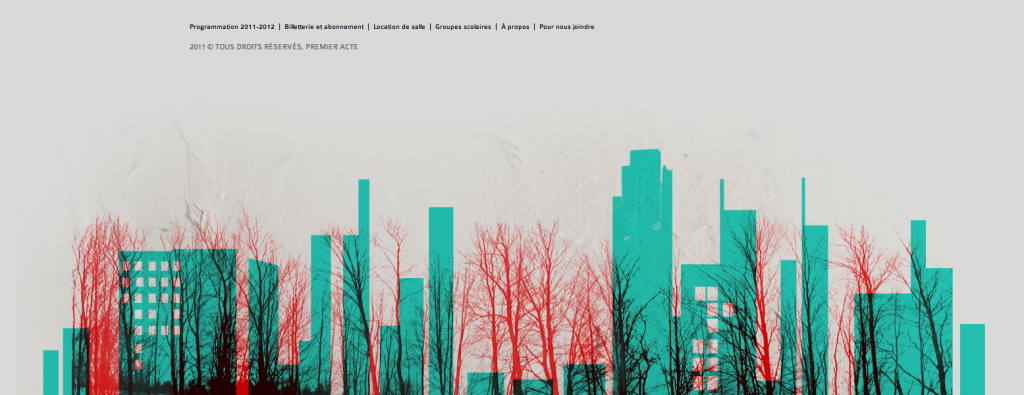 Programmation 2011-2012 | Billetterie et abonnement | Location de salle | Groupes scolaires | À propos | Pour nous joindre
2011 © TOUS DROITS RÉSERVÉS, PREMIER ACTE